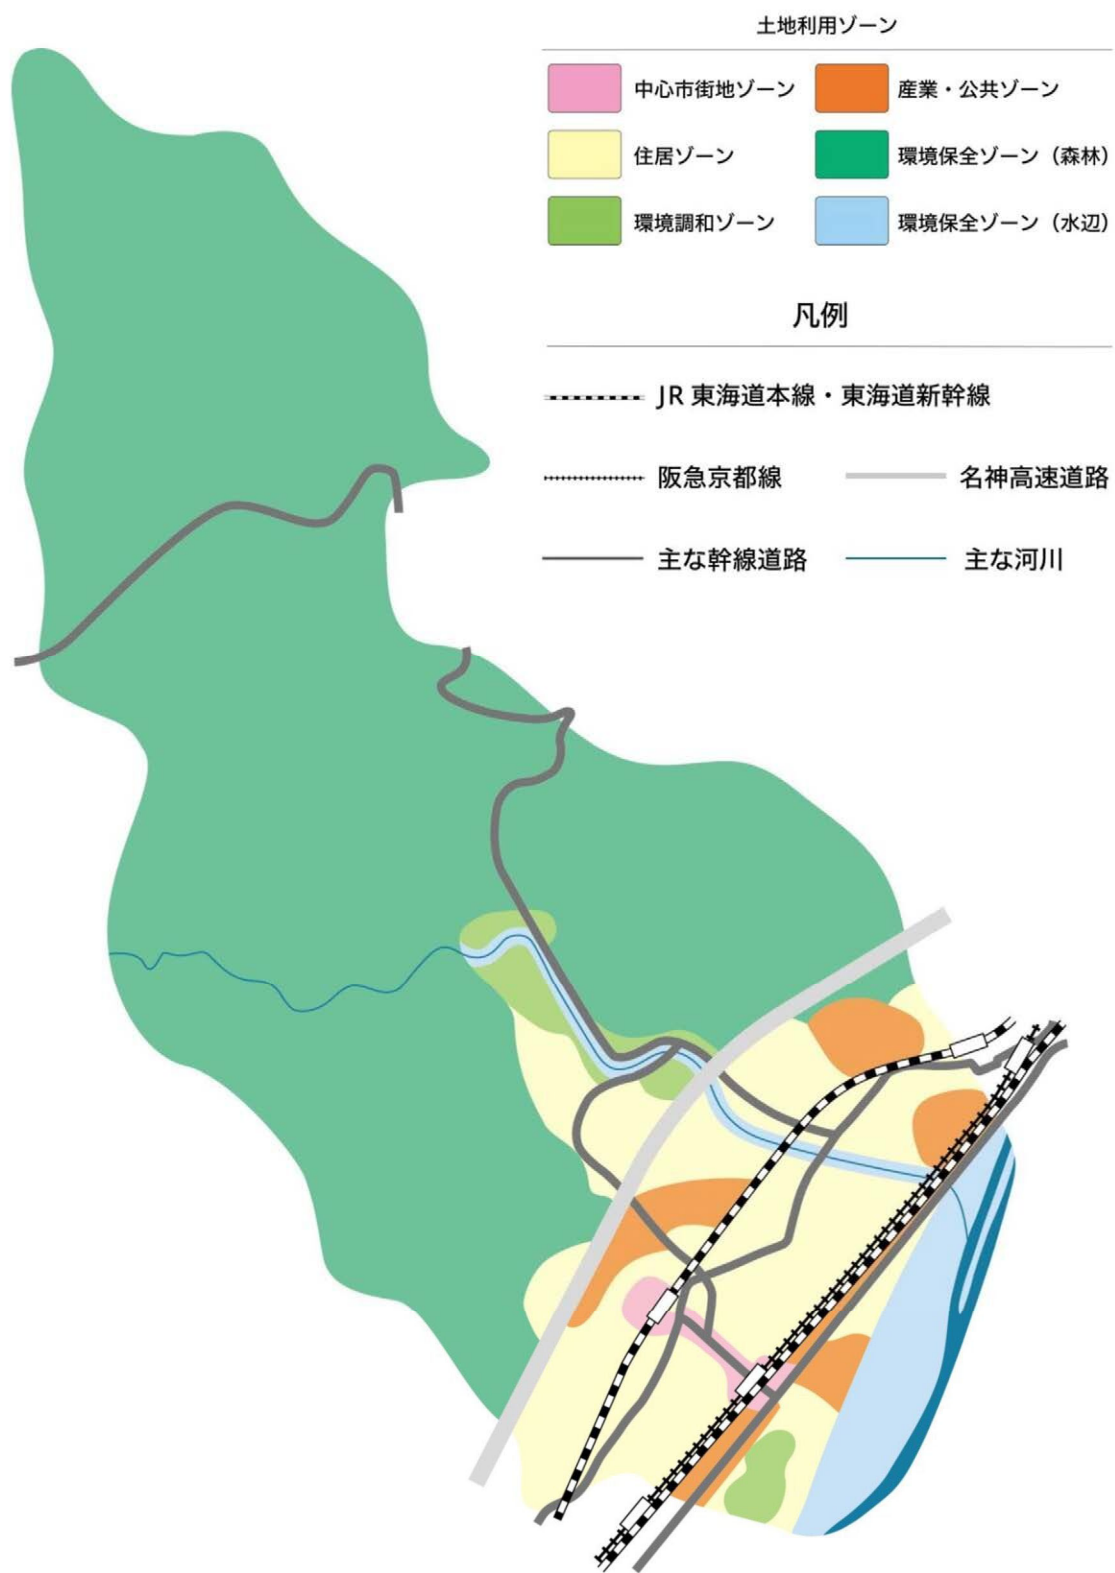 土地利用ゾーン
中心市街地ゾーン
産業・公共ゾーン
住居ゾーン
環境保全ゾーン（森林）
環境調和ゾーン
環境保全ゾーン（水辺）
凡例
JR 東海道本線・東海道新幹線
阪急京都線
名神高速道路
主な幹線道路
主な河川